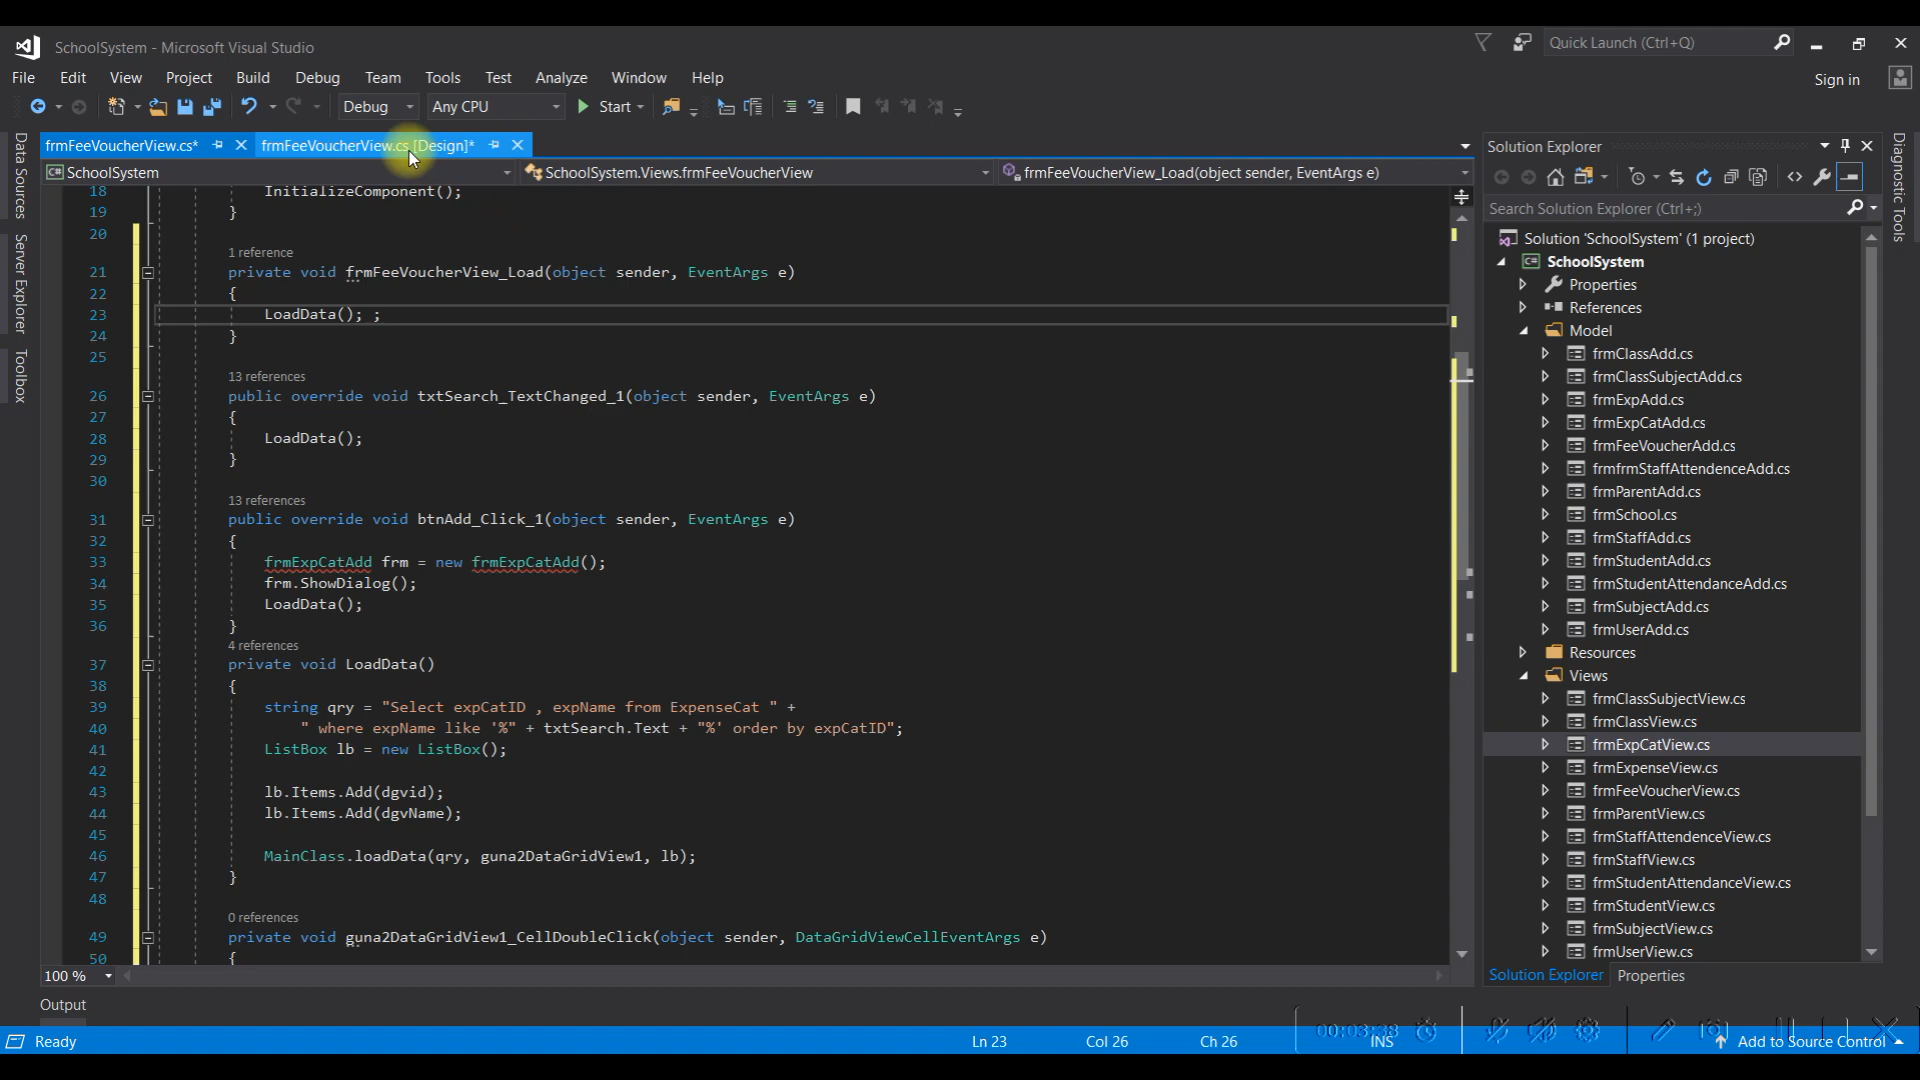 SchoolSystem - Microsoft Visual Studio
Quick Launch (Ctrl+Q)
File Edit View Project Build Debug Team Tools Test Analyze Window Help
Sign in
Debug Any CPU Start
Data Sources
Server Explorer
Toolbox
frmFeeVoucherView.cs* frmFeeVoucherView.cs [Design]*
SchoolSystem SchoolSystem.Views.frmFeeVoucherView frmFeeVoucherView_Load(object sender, EventArgs e)
18 InitializeComponent();
19 }
20
1 reference
21 private void frmFeeVoucherView_Load(object sender, EventArgs e)
22 {
23 LoadData(); ;
24 }
25
13 references
26 public override void txtSearch_TextChanged_1(object sender, EventArgs e)
27 {
28 LoadData();
29 }
30
13 references
31 public override void btnAdd_Click_1(object sender, EventArgs e)
32 {
33 frmExpCatAdd frm = new frmExpCatAdd();
34 frm.ShowDialog();
35 LoadData();
36 }
4 references
37 private void LoadData()
38 {
39 string qry = "Select expCatID , expName from ExpenseCat " +
40 " where expName like '%" + txtSearch.Text + "%' order by expCatID";
41 ListBox lb = new ListBox();
42
43 lb.Items.Add(dgvid);
44 lb.Items.Add(dgvName);
45
46 MainClass.loadData(qry, guna2DataGridView1, lb);
47 }
48
0 references
49 private void guna2DataGridView1_CellDoubleClick(object sender, DataGridViewCellEventArgs e)
50 {
100 %
Output
Ready
Ln 23 Col 26 Ch 26 INS
00:03:38
Add to Source Control
Solution Explorer
Search Solution Explorer (Ctrl+;)
Solution 'SchoolSystem' (1 project)
SchoolSystem
Properties
References
Model
frmClassAdd.cs
frmClassSubjectAdd.cs
frmExpAdd.cs
frmExpCatAdd.cs
frmFeeVoucherAdd.cs
frmfrmStaffAttendenceAdd.cs
frmParentAdd.cs
frmSchool.cs
frmStaffAdd.cs
frmStudentAdd.cs
frmStudentAttendanceAdd.cs
frmSubjectAdd.cs
frmUserAdd.cs
Resources
Views
frmClassSubjectView.cs
frmClassView.cs
frmExpCatView.cs
frmExpenseView.cs
frmFeeVoucherView.cs
frmParentView.cs
frmStaffAttendenceView.cs
frmStaffView.cs
frmStudentAttendanceView.cs
frmStudentView.cs
frmSubjectView.cs
frmUserView.cs
Solution Explorer Properties
Diagnostic Tools